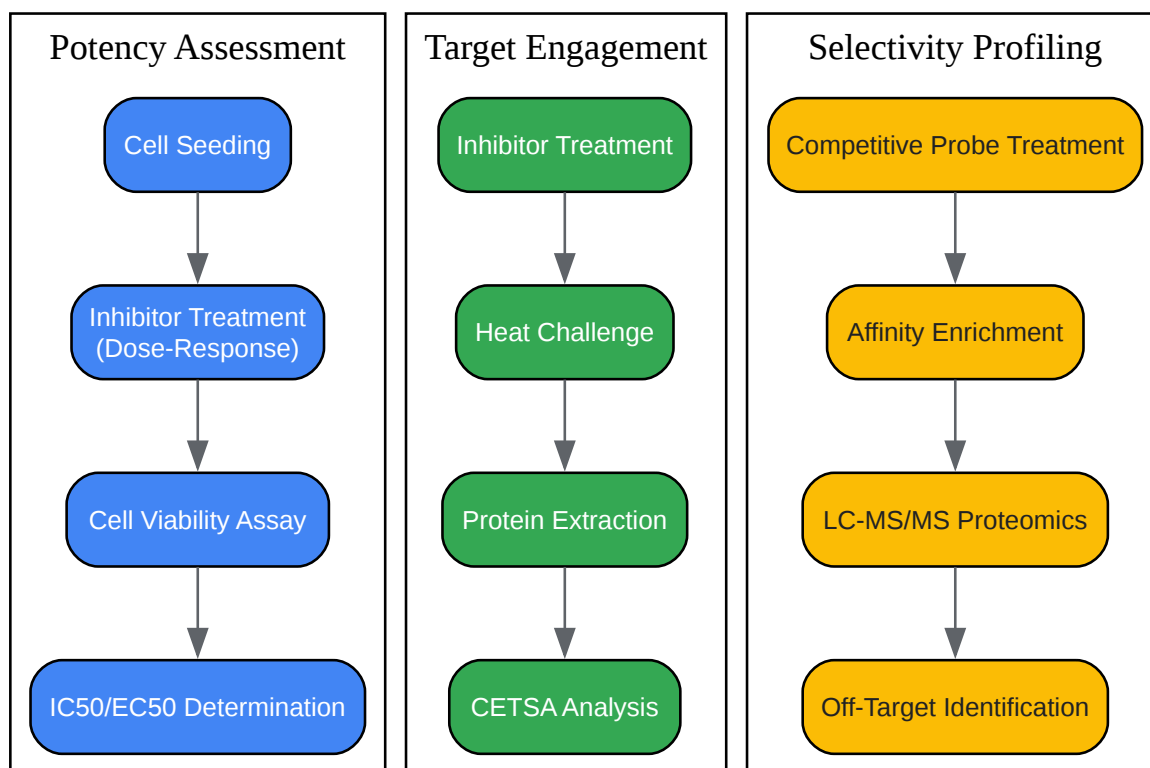 Potency Assessment
Cell Seeding
Inhibitor Treatment
(Dose-Response)
Cell Viability Assay
IC50/EC50 Determination
Target Engagement
Inhibitor Treatment
Heat Challenge
Protein Extraction
CETSA Analysis
Selectivity Profiling
Competitive Probe Treatment
Affinity Enrichment
LC-MS/MS Proteomics
Off-Target Identification